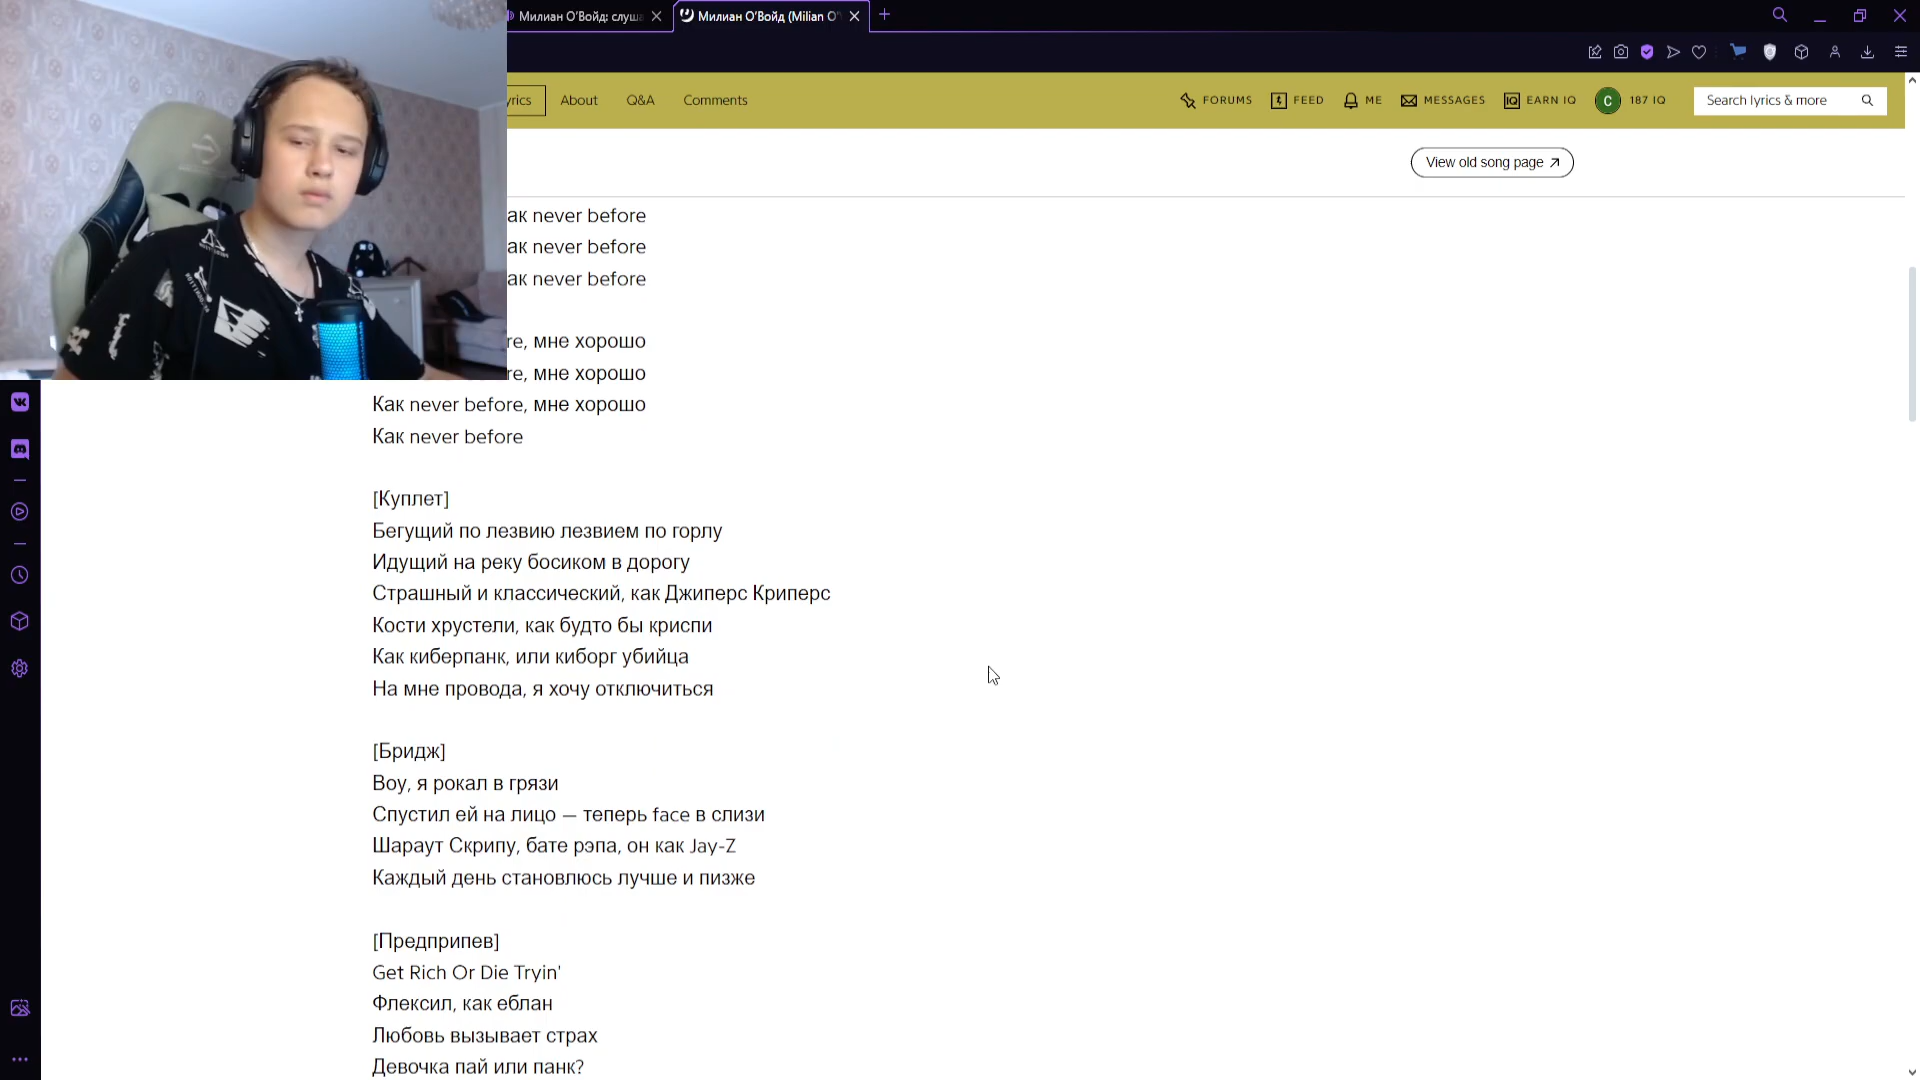 Милиан О'Войд: слуша
Милиан О'Войд (Milian O'
yrics
About
Q&A
Comments
FORUMS
FEED
ME
MESSAGES
EARN IQ
C
187 IQ
Search lyrics & more
View old song page
ак never before
ак never before
ак never before
re, мне хорошо
re, мне хорошо
Как never before, мне хорошо
Как never before
[Куплет]
Бегущий по лезвию лезвием по горлу
Идущий на реку босиком в дорогу
Страшный и классический, как Джиперс Криперс
Кости хрустели, как будто бы криспи
Как киберпанк, или киборг убийца
На мне провода, я хочу отключиться
[Бридж]
Воу, я рокал в грязи
Спустил ей на лицо — теперь face в слизи
Шараут Скрипу, бате рэпа, он как Jay-Z
Каждый день становлюсь лучше и пизже
[Предприпев]
Get Rich Or Die Tryin'
Флексил, как еблан
Любовь вызывает страх
Девочка пай или панк?